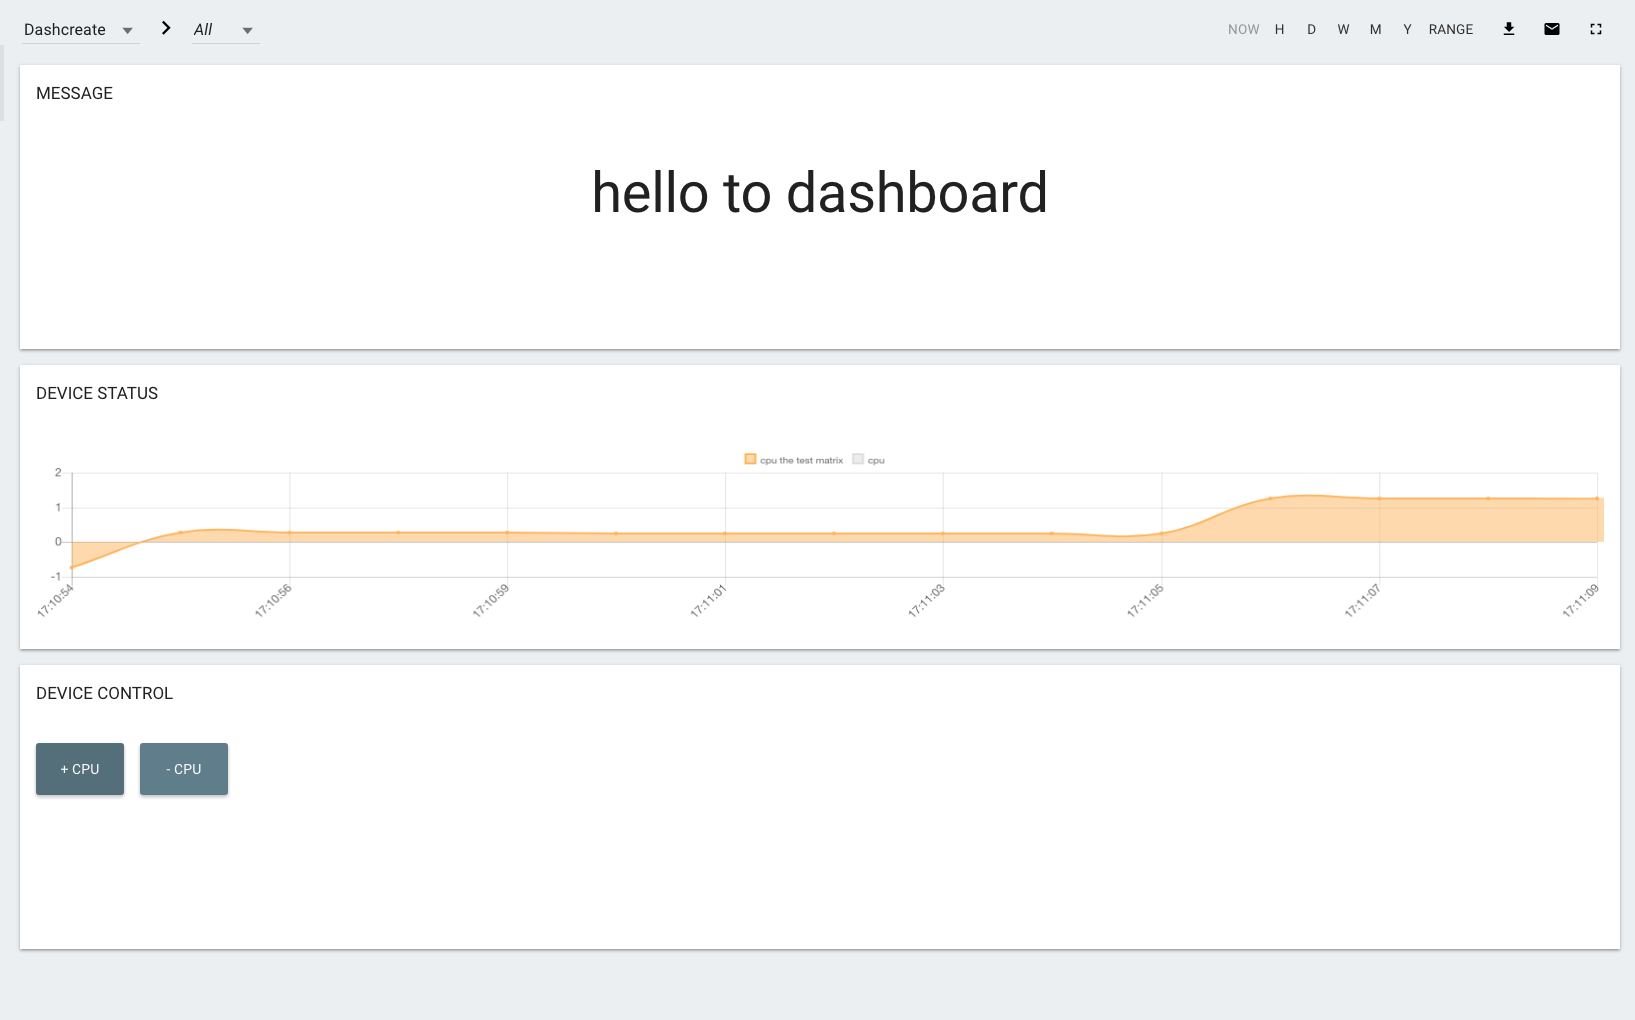 Dashcreate All NOW H D W M Y RANGE
MESSAGE
hello to dashboard
DEVICE STATUS
cpu the test matrix cpu
2
1
0
-1
17:10:54 17:10:56 17:10:59 17:11:01 17:11:03 17:11:05 17:11:07 17:11:09
DEVICE CONTROL
+ CPU - CPU